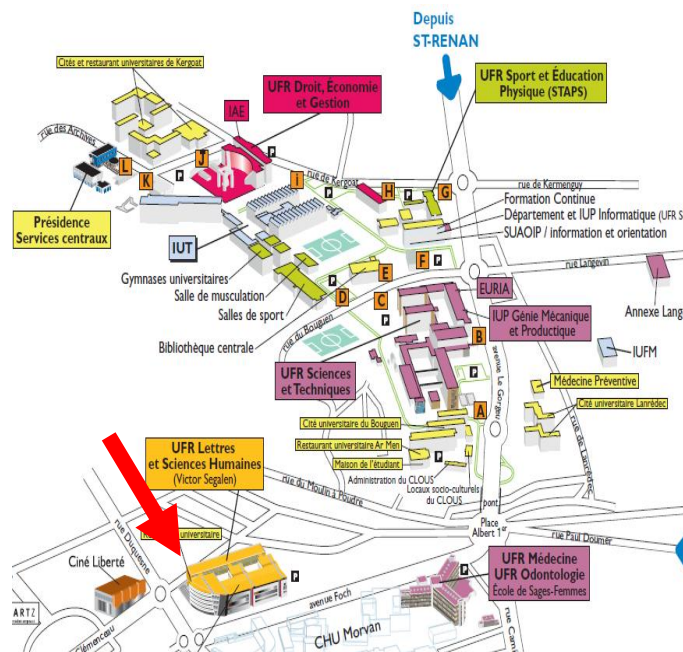 Depuis
ST-RENAN
Cités et restaurant universitaires de Kergoat
UFR Droit, Économie
et Gestion
UFR Sport et Éducation
Physique (STAPS)
IAE
rue des Archives
L
K
J
i
H
G
rue de Kergoat
rue de Kermenguy
Formation Continue
Département et IUP Informatique (UFR S
SUAOIP / information et orientation
Présidence
Services centraux
IUT
F
E
D
C
rue Langevin
Gymnases universitaires
Salle de musculation
Salles de sport
Bibliothèque centrale
rue du Bouguen
EURIA
IUP Génie Mécanique
et Productique
Annexe Lang
B
IUFM
UFR Sciences
et Techniques
avenue Le Gorgeu
Médecine Préventive
A
Cité universitaire Lanrédec
Cité universitaire du Bouguen
Restaurant universitaire Ar Men
Maison de l'étudiant
Administration du CLOUS
Locaux socio-culturels
du CLOUS
rue de Lanrédec
UFR Lettres
et Sciences Humaines
(Victor Segalen)
rue du Moulin à Poudre
pont
Place
Albert 1er
rue Paul Doumer
rue Duquesne
universitaire
Ciné Liberté
UFR Médecine
UFR Odontologie
École de Sages-Femmes
avenue Foch
CHU Morvan
ARTZ
Clémenceau
rue Cami
P
P
P
P
P
P
P
P
P
P
P